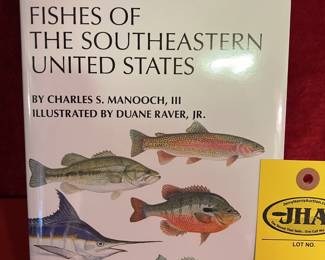 FISHES OF
THE SOUTHEASTERN
UNITED STATES
BY CHARLES S. MANOOCH, III
ILLUSTRATED BY DUANE RAVER, JR.
JHA
LOT NO.